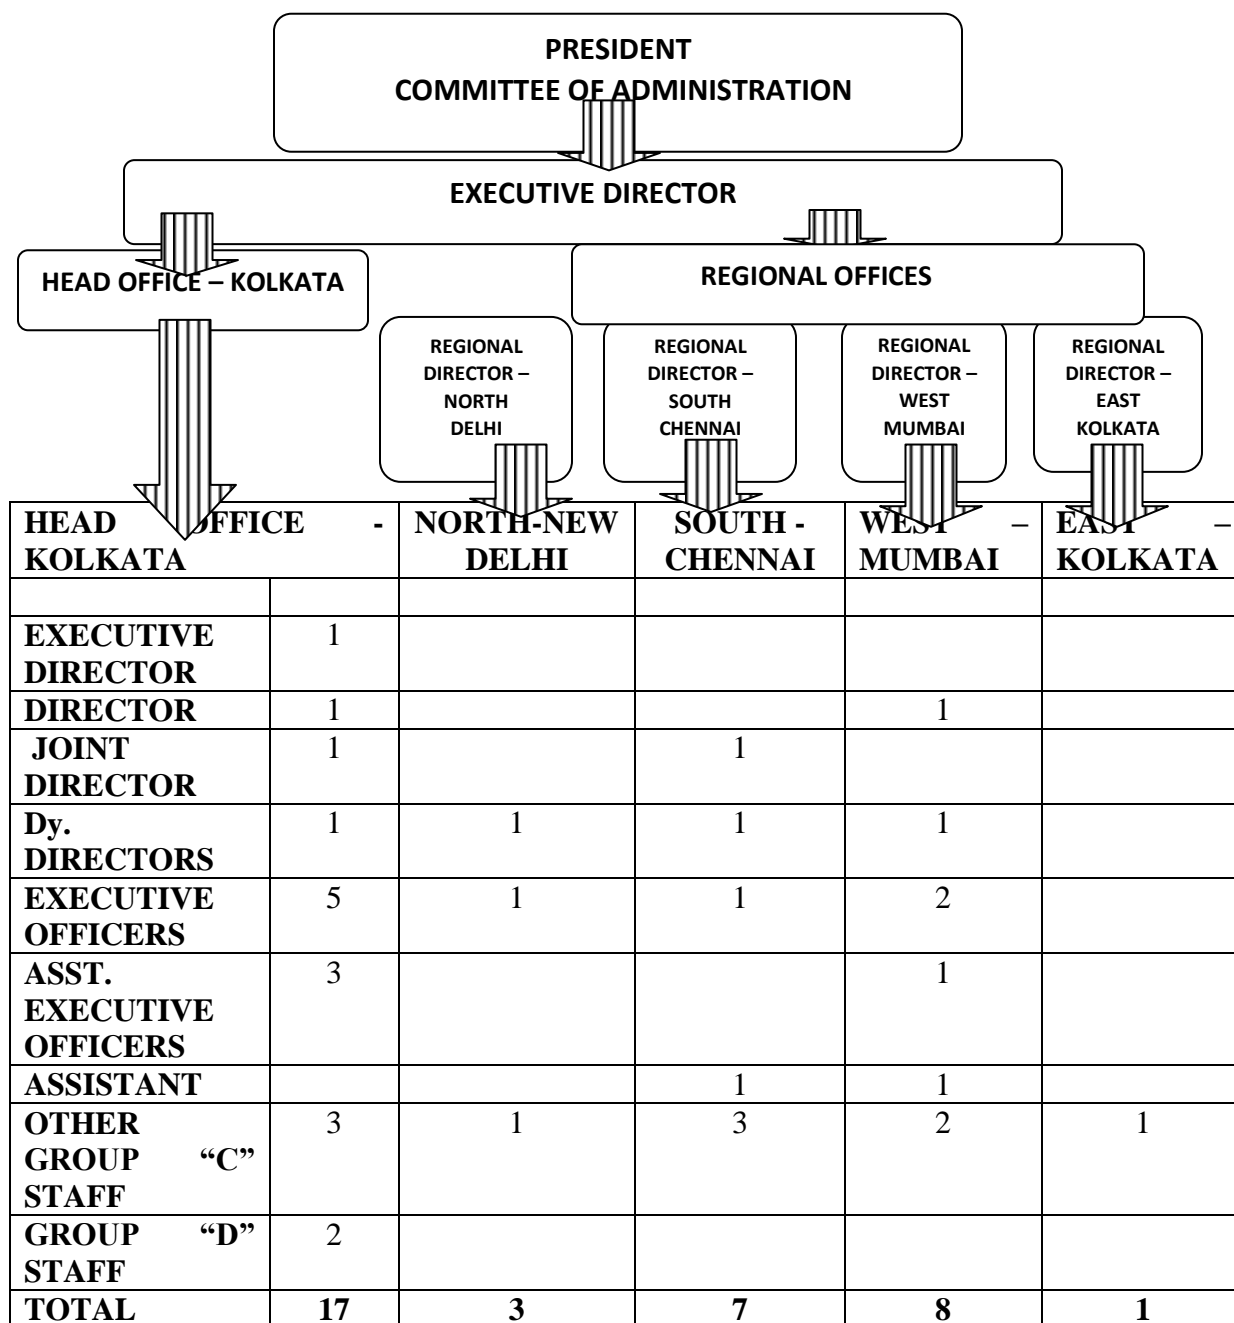 PRESIDENT
COMMITTEE OF ADMINISTRATION
EXECUTIVE DIRECTOR
HEAD OFFICE – KOLKATA
REGIONAL OFFICES
REGIONAL
DIRECTOR –
NORTH
DELHI
REGIONAL
DIRECTOR –
SOUTH
CHENNAI
REGIONAL
DIRECTOR –
WEST
MUMBAI
REGIONAL
DIRECTOR –
EAST
KOLKATA
HEAD OFFICE -
KOLKATA
NORTH-NEW
DELHI
SOUTH -
CHENNAI
WEST –
MUMBAI
EAST –
KOLKATA
EXECUTIVE 1
DIRECTOR
DIRECTOR 1 1
JOINT 1 1
DIRECTOR
Dy. 1 1 1 1
DIRECTORS
EXECUTIVE 5 1 1 2
OFFICERS
ASST. 3 1
EXECUTIVE
OFFICERS
ASSISTANT 1 1
OTHER 3 1 3 2 1
GROUP “C”
STAFF
GROUP “D” 2
STAFF
TOTAL 17 3 7 8 1